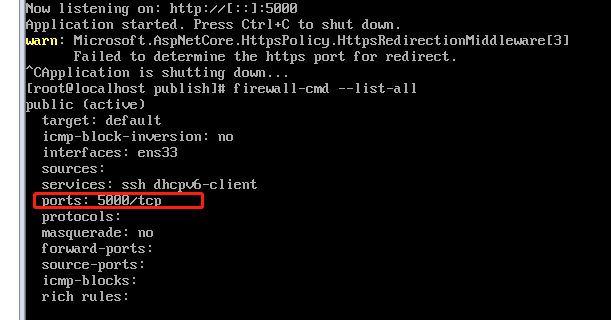 Now listening on: http://[::]:5000
Application started. Press Ctrl+C to shut down.
warn: Microsoft.AspNetCore.HttpsPolicy.HttpsRedirectionMiddleware[3]
Failed to determine the https port for redirect.
^CApplication is shutting down...
[root@localhost publish]# firewall-cmd --list-all
public (active)
target: default
icmp-block-inversion: no
interfaces: ens33
sources:
services: ssh dhcpv6-client
ports: 5000/tcp
protocols:
masquerade: no
forward-ports:
source-ports:
icmp-blocks:
rich rules: